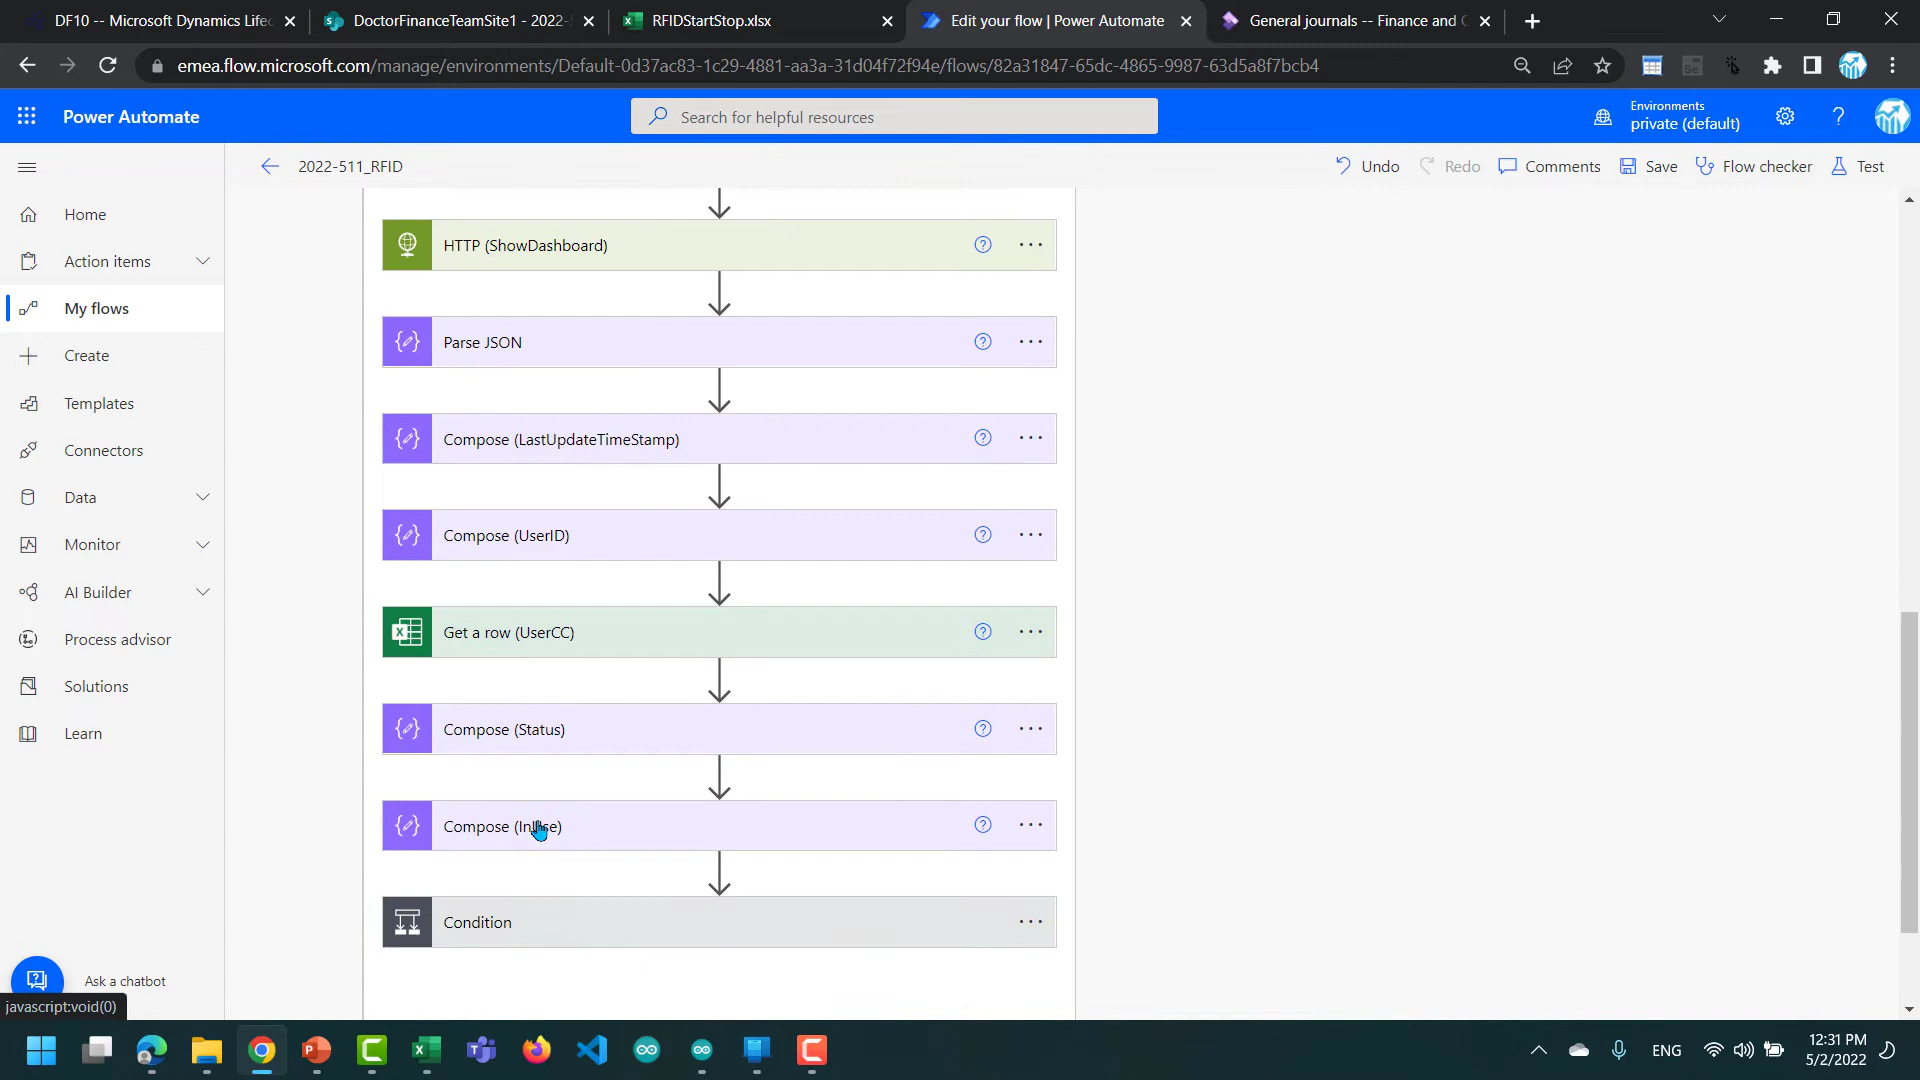 DF10 -- Microsoft Dynamics Lifec
DoctorFinanceTeamSite1 - 2022-
RFIDStartStop.xlsx
Edit your flow | Power Automate
General journals -- Finance and
emea.flow.microsoft.com/manage/environments/Default-0d37ac83-1c29-4881-aa3a-31d04f72f94e/flows/82a31847-65dc-4865-9987-63d5a8f7bcb4
Power Automate
Search for helpful resources
Environments
private (default)
2022-511_RFID
Undo
Redo
Comments
Save
Flow checker
Test
Home
Action items
My flows
Create
Templates
Connectors
Data
Monitor
AI Builder
Process advisor
Solutions
Learn
Ask a chatbot
javascript:void(0)
HTTP (ShowDashboard)
Parse JSON
Compose (LastUpdateTimeStamp)
Compose (UserID)
Get a row (UserCC)
Compose (Status)
Compose (InUse)
Condition
ENG
12:31 PM
5/2/2022